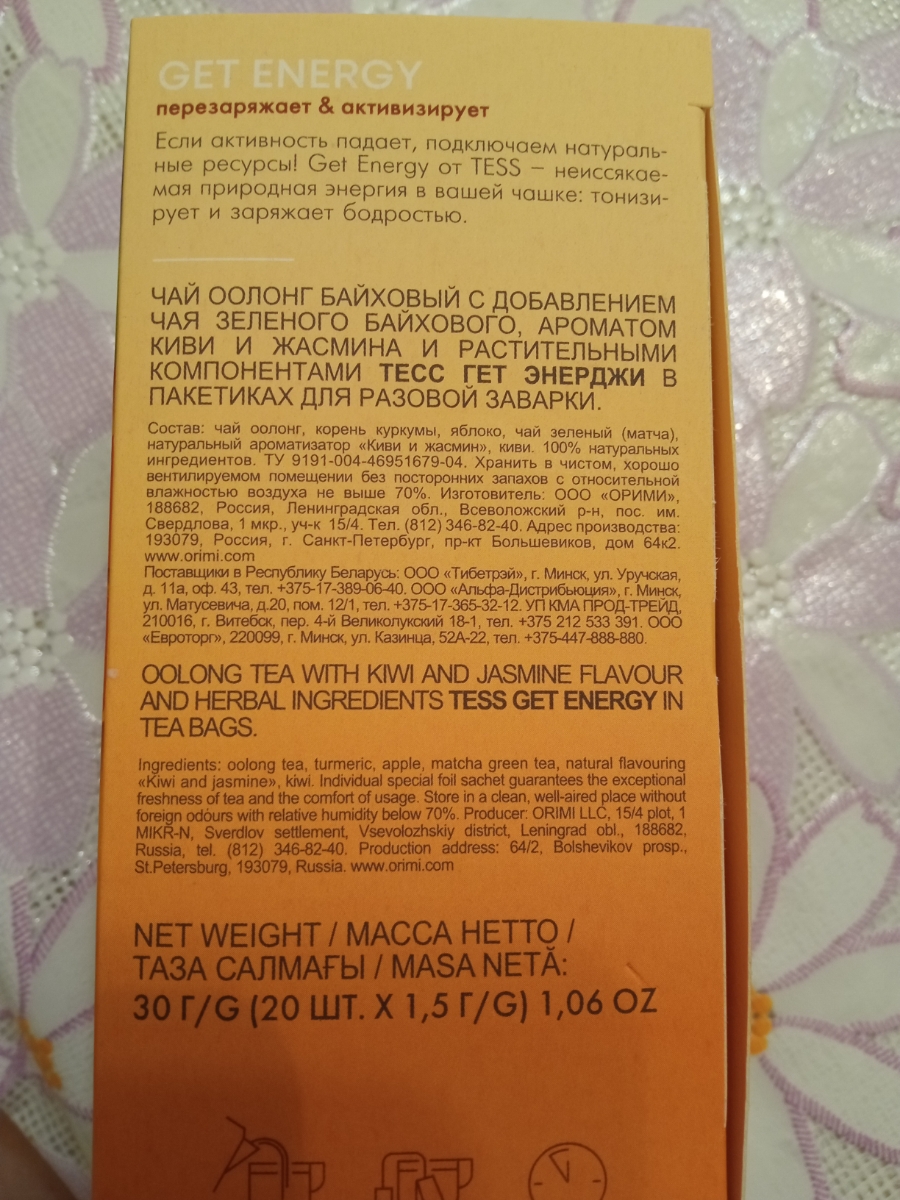 GET ENERGY
перезаряжает & активизирует
Если активность падает, подключаем натураль-
ные ресурсы! Get Energy от TESS – неиссякае-
мая природная энергия в вашей чашке: тонизи-
рует и заряжает бодростью.
ЧАЙ ООЛОНГ БАЙХОВЫЙ С ДОБАВЛЕНИЕМ
ЧАЯ ЗЕЛЕНОГО БАЙХОВОГО, АРОМАТОМ
КИВИ И ЖАСМИНА И РАСТИТЕЛЬНЫМИ
КОМПОНЕНТАМИ ТЕСС ГЕТ ЭНЕРДЖИ В
ПАКЕТИКАХ ДЛЯ РАЗОВОЙ ЗАВАРКИ.
Состав: чай оолонг, корень куркумы, яблоко, чай зеленый (матча),
натуральный ароматизатор «Киви и жасмин», киви. 100% натуральных
ингредиентов. ТУ 9191-004-46951679-04. Хранить в чистом, хорошо
вентилируемом помещении без посторонних запахов с относительной
влажностью воздуха не выше 70%. Изготовитель: ООО «ОРИМИ»,
188682, Россия, Ленинградская обл., Всеволожский р-н, пос. им.
Свердлова, 1 мкр., уч-к 15/4. Тел. (812) 346-82-40. Адрес производства:
193079, Россия, г. Санкт-Петербург, пр-кт Большевиков, дом 64к2.
www.orimi.com
Поставщики в Республику Беларусь: ООО «Тибетрэй», г. Минск, ул. Уручская,
д. 11а, оф. 43, тел. +375-17-389-06-40. ООО «Альфа-Дистрибьюция», г. Минск,
ул. Матусевича, д.20, пом. 12/1, тел. +375-17-365-32-12. УП КМА ПРОД-ТРЕЙД,
210016, г. Витебск, пер. 4-й Великолукский 18-1, тел. +375 212 533 391. ООО
«Евроторг», 220099, г. Минск, ул. Казинца, 52А-22, тел. +375-447-888-880.
OOLONG TEA WITH KIWI AND JASMINE FLAVOUR
AND HERBAL INGREDIENTS TESS GET ENERGY IN
TEA BAGS.
Ingredients: oolong tea, turmeric, apple, matcha green tea, natural flavouring
«Kiwi and jasmine», kiwi. Individual special foil sachet guarantees the exceptional
freshness of tea and the comfort of usage. Store in a clean, well-aired place without
foreign odours with relative humidity below 70%. Producer: ORIMI LLC, 15/4 plot, 1
MIKR-N, Sverdlov settlement, Vsevolozhskiy district, Leningrad obl., 188682,
Russia, tel. (812) 346-82-40. Production address: 64/2, Bolshevikov prosp.,
St.Petersburg, 193079, Russia. www.orimi.com
NET WEIGHT / МАССА НЕТТО /
ТАЗА САЛМАҒЫ / MASA NETĂ:
30 Г/G (20 ШТ. X 1,5 Г/G) 1,06 OZ